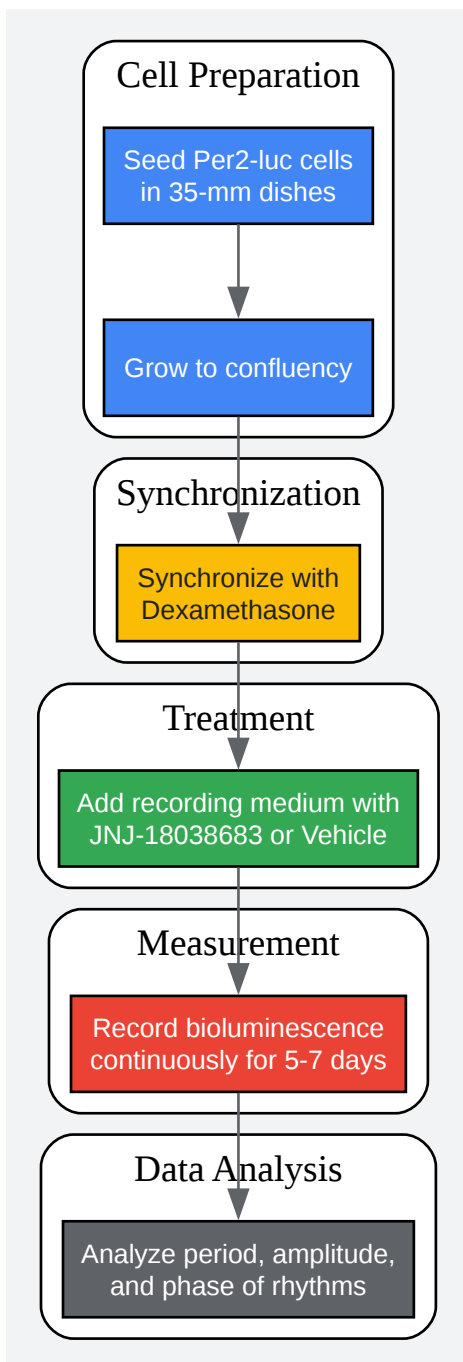 Cell Preparation
Seed Per2-luc cells
in 35-mm dishes
Grow to confluency
Synchronization
Synchronize with
Dexamethasone
Treatment
Add recording medium with
JNJ-18038683 or Vehicle
Measurement
Record bioluminescence
continuously for 5-7 days
Data Analysis
Analyze period, amplitude,
and phase of rhythms